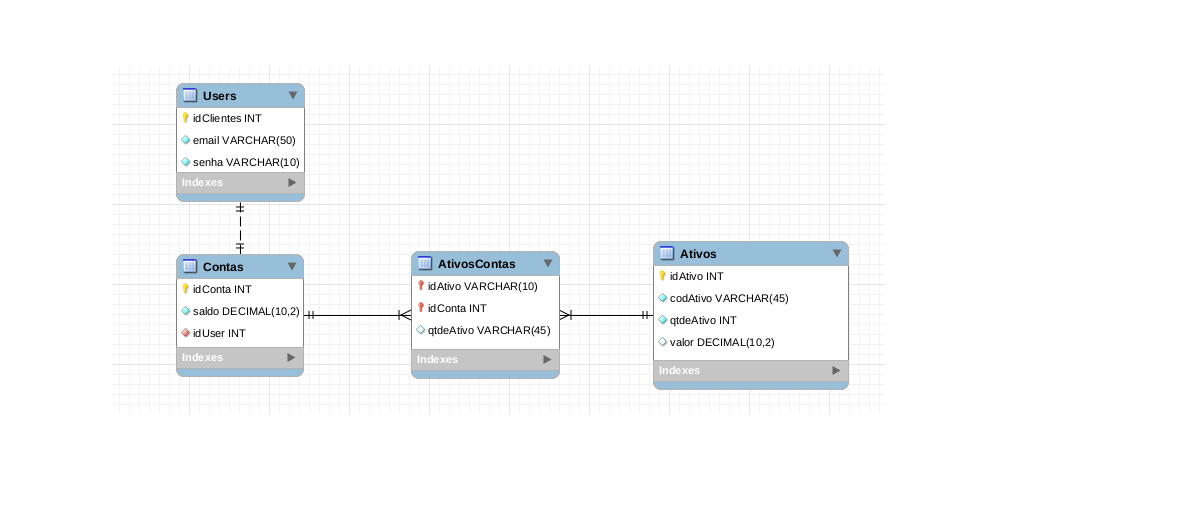 Users
idClientes INT
email VARCHAR(50)
senha VARCHAR(10)
Indexes
Contas
idConta INT
saldo DECIMAL(10,2)
idUser INT
Indexes
AtivosContas
idAtivo VARCHAR(10)
idConta INT
qtdeAtivo VARCHAR(45)
Indexes
Ativos
idAtivo INT
codAtivo VARCHAR(45)
qtdeAtivo INT
valor DECIMAL(10,2)
Indexes